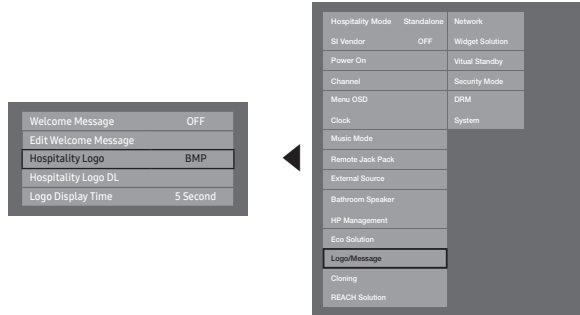 Welcome Message OFF
Edit Welcome Message
Hospitality Logo BMP
Hospitality Logo DL
Logo Display Time 5 Second
Hospitality Mode Standalone Network
SI Vendor OFF Widget Solution
Power On Vitual Standby
Channel Security Mode
Menu OSD DRM
Clock System
Music Mode
Remote Jack Pack
External Source
Bathroom Speaker
HP Management
Eco Solution
Logo/Message
Cloning
REACH Solution